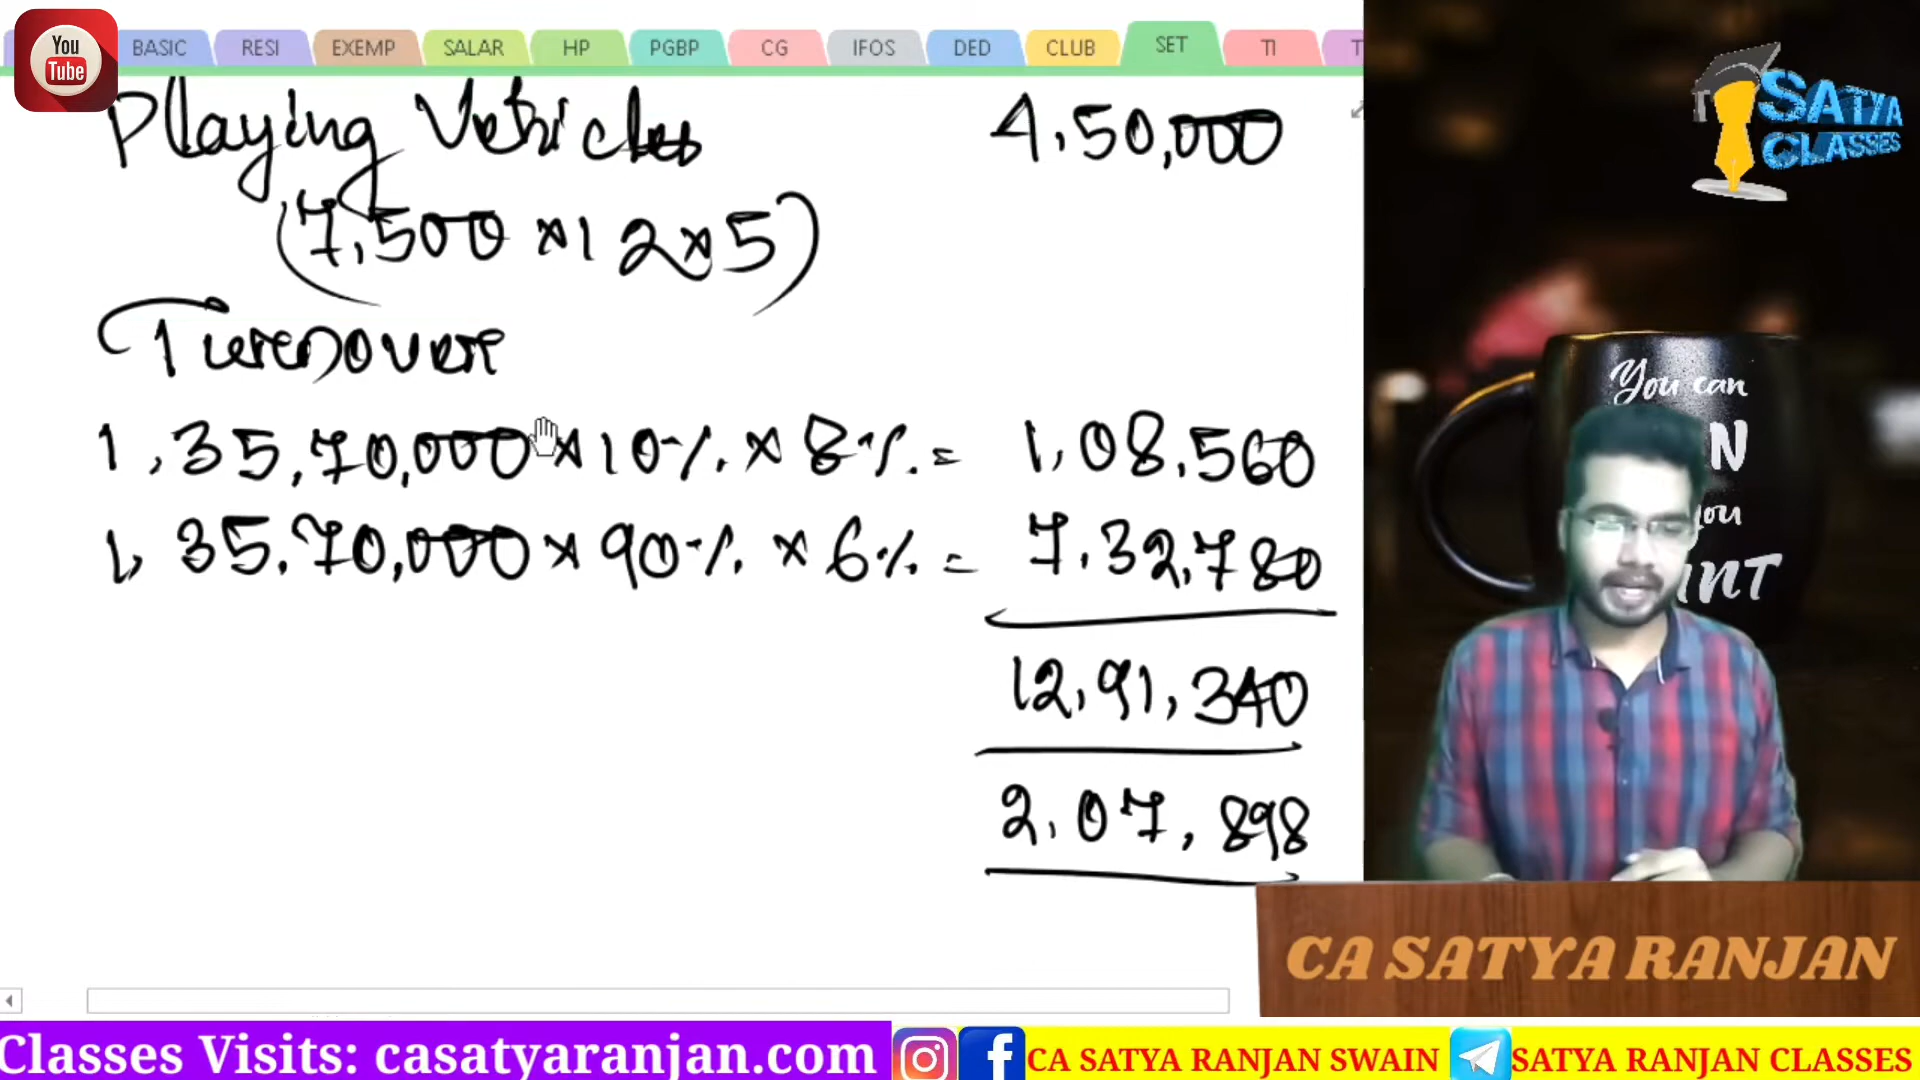 You
Tube
BASIC RESI EXEMP SALAR HP PGBP CG IFOS DED CLUB SET TI T
Playing Vehicles 4,50,000
(7,500 × 12 × 5)
Turnover
1,35,70,000 × 10% × 8% = 1,08,560
1,35,70,000 × 90% × 6% = 7,32,780
12,91,340
2,07,898
SATYA
CLASSES
You can
N
you
INT
CA SATYA RANJAN
Classes Visits: casatyaranjan.com
CA SATYA RANJAN SWAIN
SATYA RANJAN CLASSES